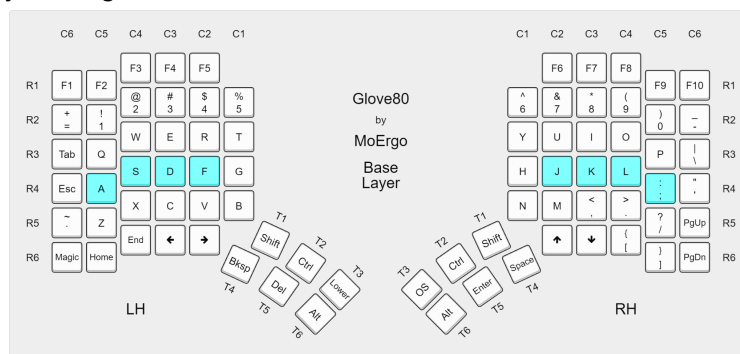 C6 C5 C4 C3 C2 C1 C1 C2 C3 C4 C5 C6
F3 F4 F5 F6 F7 F8
R1 F1 F2 F9 F10 R1
@ 2 # 3 $ 4 % 5 ^ 6 & 7 * 8 ( 9
R2 + = ! 1 ) 0 _ - R2
W E R T Y U I O
R3 Tab Q P | \ R3
S D F G H J K L
R4 Esc A : ; " ' R4
X C V B N M < , > .
R5 ~ Z ? / PgUp R5
End ← → ↑ ↓ { [
R6 Magic Home } ] PgDn R6
Glove80
by
MoErgo
Base
Layer
T1 T2 T3
Shift Ctrl Lower
Bksp Del Alt
T4 T5 T6
T1 T2 T3
Shift Ctrl OS
Space Enter Alt
T4 T5 T6
LH RH